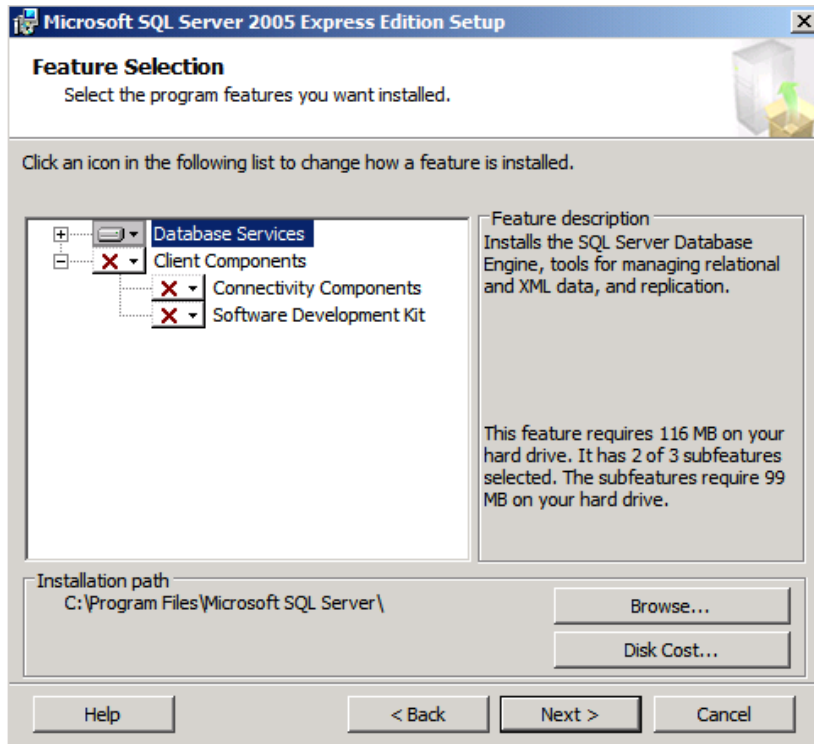 Microsoft SQL Server 2005 Express Edition Setup
Feature Selection
Select the program features you want installed.
Click an icon in the following list to change how a feature is installed.
Database Services
Client Components
Connectivity Components
Software Development Kit
Feature description
Installs the SQL Server Database
Engine, tools for managing relational
and XML data, and replication.
This feature requires 116 MB on your
hard drive. It has 2 of 3 subfeatures
selected. The subfeatures require 99
MB on your hard drive.
Installation path
C:\Program Files\Microsoft SQL Server\
Browse...
Disk Cost...
Help
< Back
Next >
Cancel